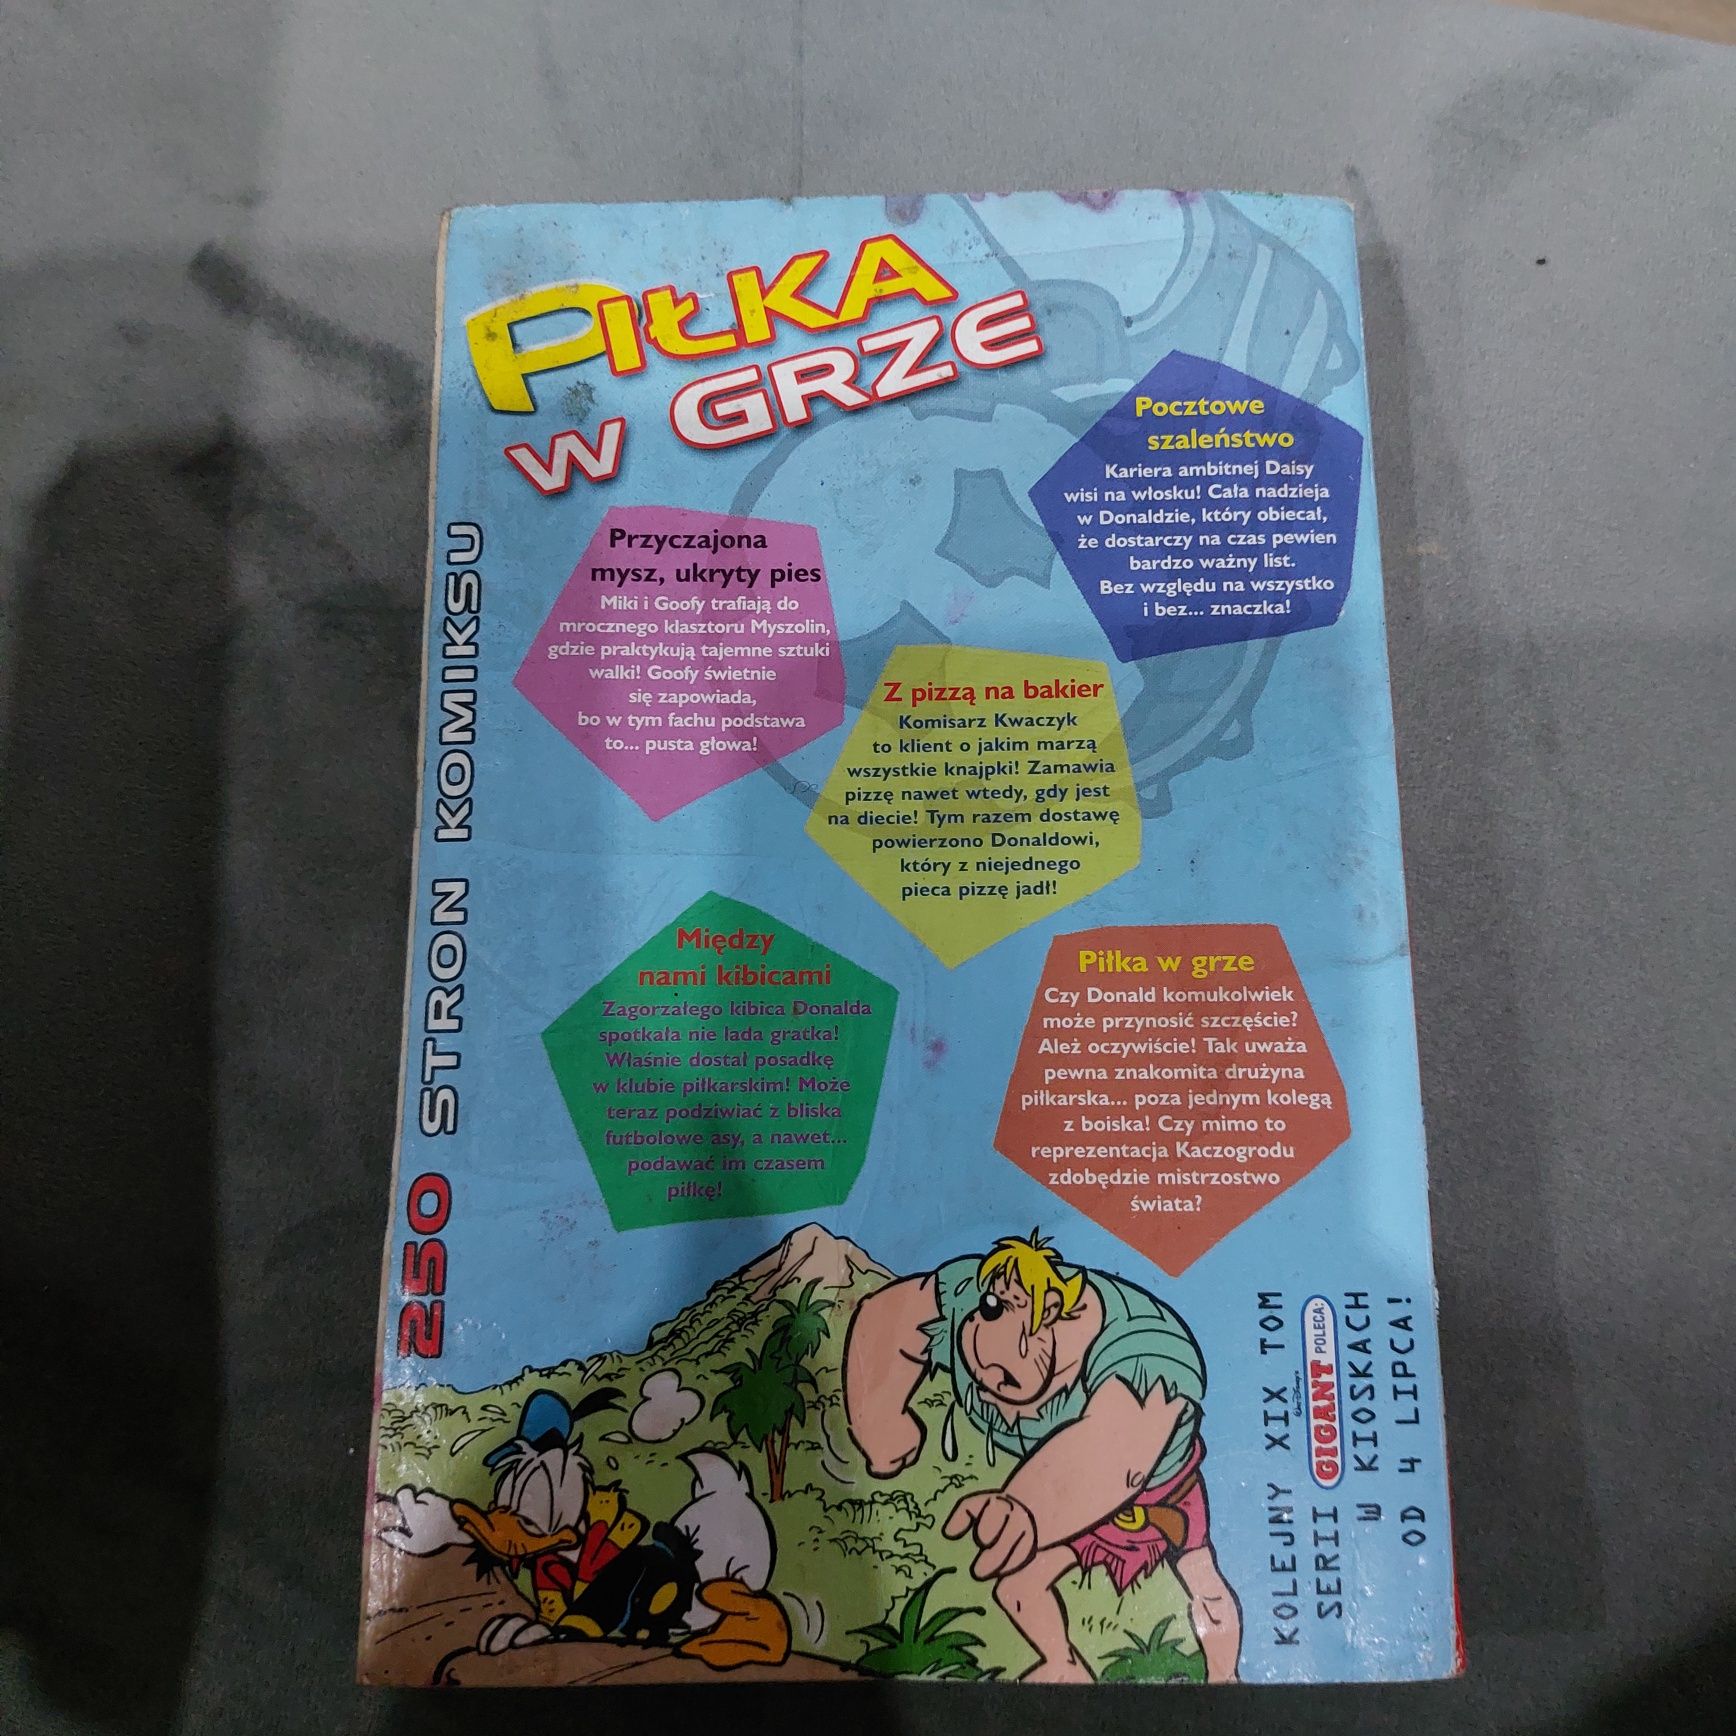 PIŁKA
W GRZE
Pocztowe
szaleństwo
Kariera ambitnej Daisy
wisi na włosku! Cała nadzieja
w Donaldzie, który obiecał,
że dostarczy na czas pewien
bardzo ważny list.
Bez względu na wszystko
i bez... znaczka!
Przyczajona
mysz, ukryty pies
Miki i Goofy trafiają do
mrocznego klasztoru Myszolin,
gdzie praktykują tajemne sztuki
walki! Goofy świetnie
się zapowiada,
bo w tym fachu podstawa
to... pusta głowa!
Z pizzą na bakier
Komisarz Kwaczyk
to klient o jakim marzą
wszystkie knajpki! Zamawia
pizzę nawet wtedy, gdy jest
na diecie! Tym razem dostawę
powierzono Donaldowi,
który z niejednego
pieca pizzę jadł!
Między
nami kibicami
Zagorzałego kibica Donalda
spotkała nie lada gratka!
Właśnie dostał posadkę
w klubie piłkarskim! Może
teraz podziwiać z bliska
futbolowe asy, a nawet...
podawać im czasem
piłkę!
Piłka w grze
Czy Donald komukolwiek
może przynosić szczęście?
Ależ oczywiście! Tak uważa
pewna znakomita drużyna
piłkarska... poza jednym kolegą
z boiska! Czy mimo to
reprezentacja Kaczogrodu
zdobędzie mistrzostwo
świata?
250 STRON KOMIKSU
KOLEJNY XIX TOM
Walt Disney's
SERII GIGANT POLECA:
W KIOSKACH
OD 4 LIPCA!